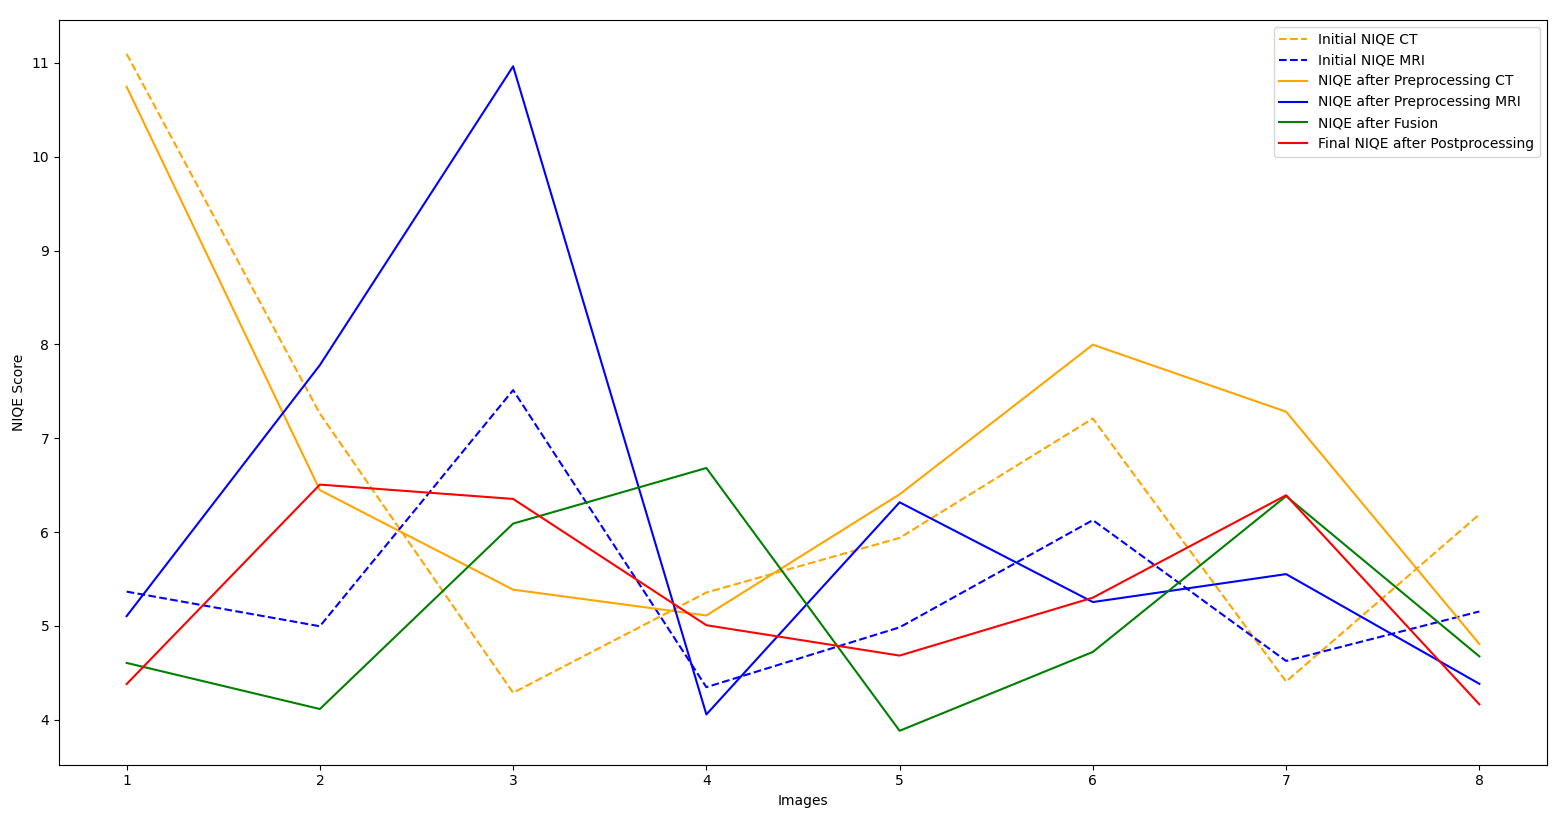 Initial NIQE CT
Initial NIQE MRI
NIQE after Preprocessing CT
NIQE after Preprocessing MRI
NIQE after Fusion
Final NIQE after Postprocessing
11
10
9
8
7
6
5
4
NIQE Score
1 2 3 4 5 6 7 8
Images